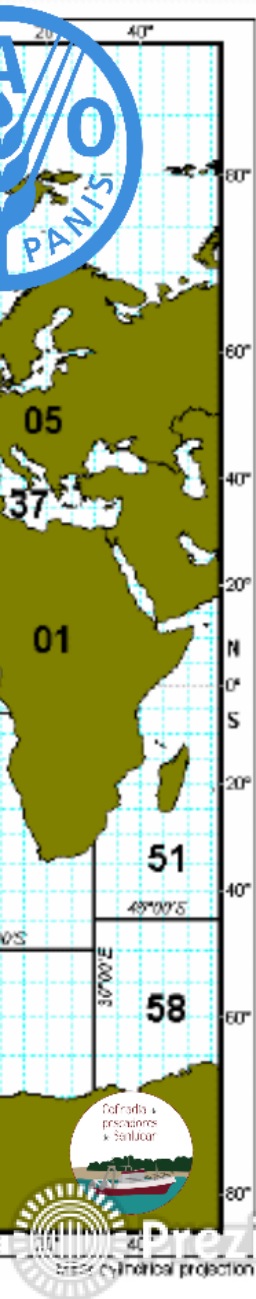 20° 40°
A
O
PANIS
80°
60°
05
40°
37
20°
01
N
0°
S
20°
51
40°
45°00'S
30°00'E
58
60°
Cofradía de
pescadores
de Sanlúcar
80°
40°
Prezi
cylindrical projection